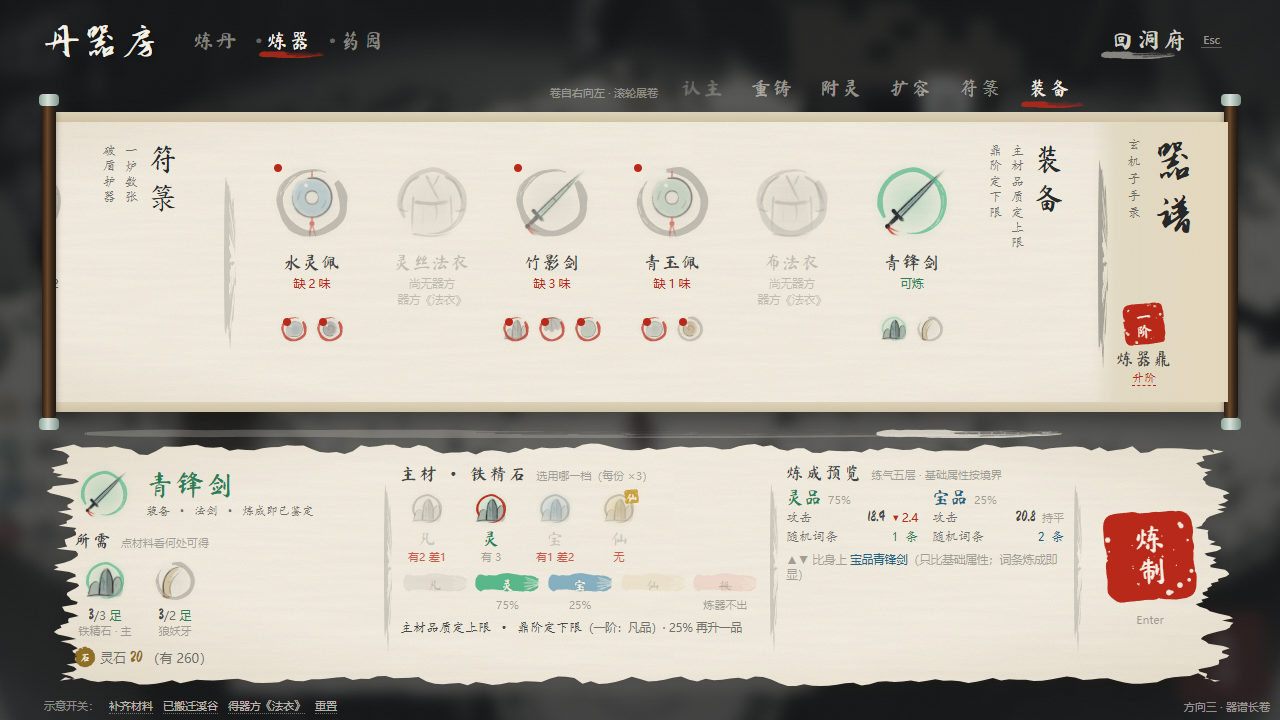 丹器房
炼丹 · 炼器 · 药园
回洞府 Esc
卷自右向左 · 滚轮展卷
认主 重铸 附灵 扩容 符箓 装备
器谱
玄机子手录
一阶
炼器鼎
升阶
装备
主材品质定上限
鼎阶定下限
青锋剑
可炼
布法衣
尚无器方
器方《法衣》
青玉佩
缺 1 味
竹影剑
缺 3 味
灵丝法衣
尚无器方
器方《法衣》
水灵佩
缺 2 味
符箓
一炉数张
破盾护器
青锋剑
装备 · 法剑 · 炼成即已鉴定
所需 点材料看何处可得
3/3 足
铁精石 · 主
3/2 足
狼妖牙
石 灵石 20 (有 260)
主材 · 铁精石 选用哪一档 (每份 ×3)
仙
凡 灵 宝 仙
有2 差1 有 3 有1 差2 无
凡 灵 宝 仙
75% 25% 炼器不出
主材品质定上限 · 鼎阶定下限 (一阶: 凡品) · 25% 再升一品
炼成预览 炼气五层 · 基础属性按境界
灵品 75%
攻击 18.4 ▼2.4
随机词条 1 条
宝品 25%
攻击 20.8 持平
随机词条 2 条
▲▼ 比身上 宝品青锋剑 (只比基础属性; 词条炼成即显)
炼制
Enter
示意开关: 补齐材料 已搬迁溪谷 得器方《法衣》 重置
方向三 · 器谱长卷